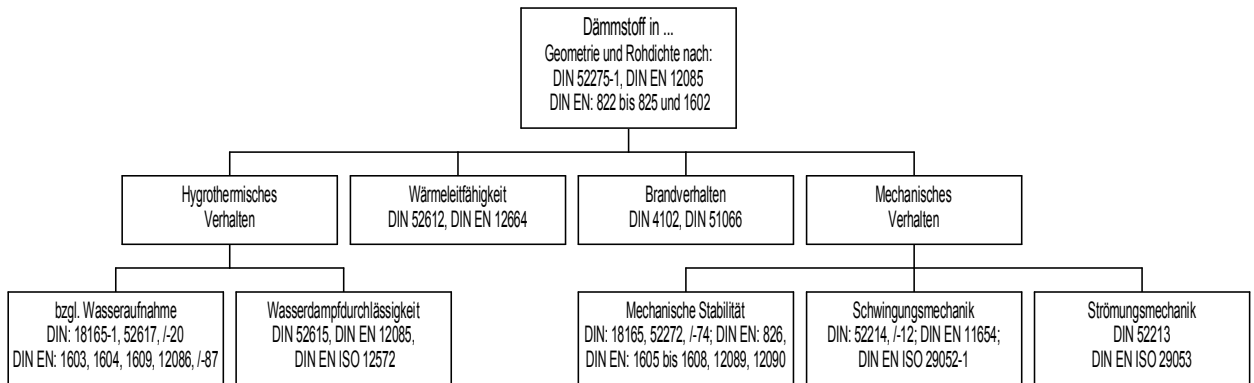 Dämmstoff in ...
Geometrie und Rohdichte nach:
DIN 52275-1, DIN EN 12085
DIN EN: 822 bis 825 und 1602
Hygrothermisches
Verhalten
Wärmeleitfähigkeit
DIN 52612, DIN EN 12664
Brandverhalten
DIN 4102, DIN 51066
Mechanisches
Verhalten
bzgl. Wasseraufnahme
DIN: 18165-1, 52617, /-20
DIN EN: 1603, 1604, 1609, 12086, /-87
Wasserdampfdurchlässigkeit
DIN 52615, DIN EN 12085,
DIN EN ISO 12572
Mechanische Stabilität
DIN: 18165, 52272, /-74; DIN EN: 826,
DIN EN: 1605 bis 1608, 12089, 12090
Schwingungsmechanik
DIN: 52214, /-12; DIN EN 11654;
DIN EN ISO 29052-1
Strömungsmechanik
DIN 52213
DIN EN ISO 29053